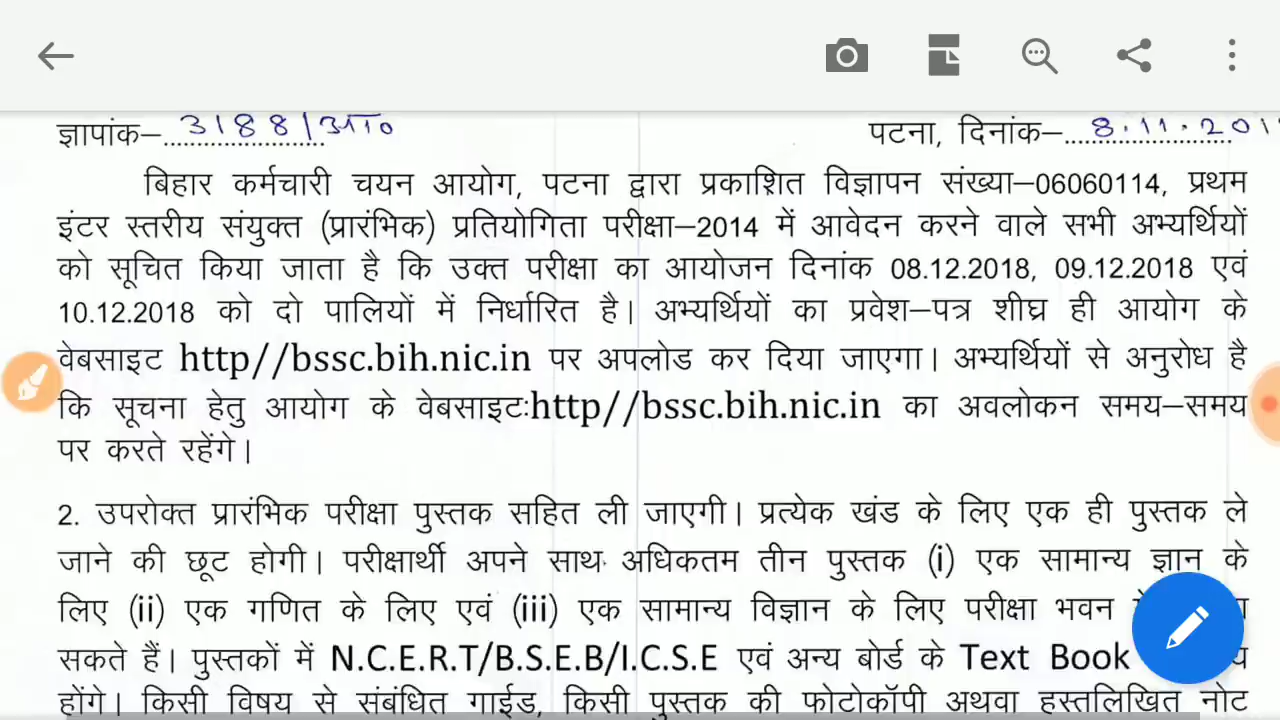 ज्ञापांक–3188/आ0 पटना, दिनांक–8.11.201
बिहार कर्मचारी चयन आयोग, पटना द्वारा प्रकाशित विज्ञापन संख्या–06060114, प्रथम
इंटर स्तरीय संयुक्त (प्रारंभिक) प्रतियोगिता परीक्षा–2014 में आवेदन करने वाले सभी अभ्यर्थियों
को सूचित किया जाता है कि उक्त परीक्षा का आयोजन दिनांक 08.12.2018, 09.12.2018 एवं
10.12.2018 को दो पालियों में निर्धारित है। अभ्यर्थियों का प्रवेश–पत्र शीघ्र ही आयोग के
वेबसाइट http//bssc.bih.nic.in पर अपलोड कर दिया जाएगा। अभ्यर्थियों से अनुरोध है
कि सूचना हेतु आयोग के वेबसाइटःhttp//bssc.bih.nic.in का अवलोकन समय–समय
पर करते रहेंगे।
2. उपरोक्त प्रारंभिक परीक्षा पुस्तक सहित ली जाएगी। प्रत्येक खंड के लिए एक ही पुस्तक ले
जाने की छूट होगी। परीक्षार्थी अपने साथ अधिकतम तीन पुस्तक (i) एक सामान्य ज्ञान के
लिए (ii) एक गणित के लिए एवं (iii) एक सामान्य विज्ञान के लिए परीक्षा भवन
सकते हैं। पुस्तकों में N.C.E.R.T/B.S.E.B/I.C.S.E एवं अन्य बोर्ड के Text Book
होंगे। किसी विषय से संबंधित गाईड, किसी पुस्तक की फोटोकॉपी अथवा हस्तलिखित नोट